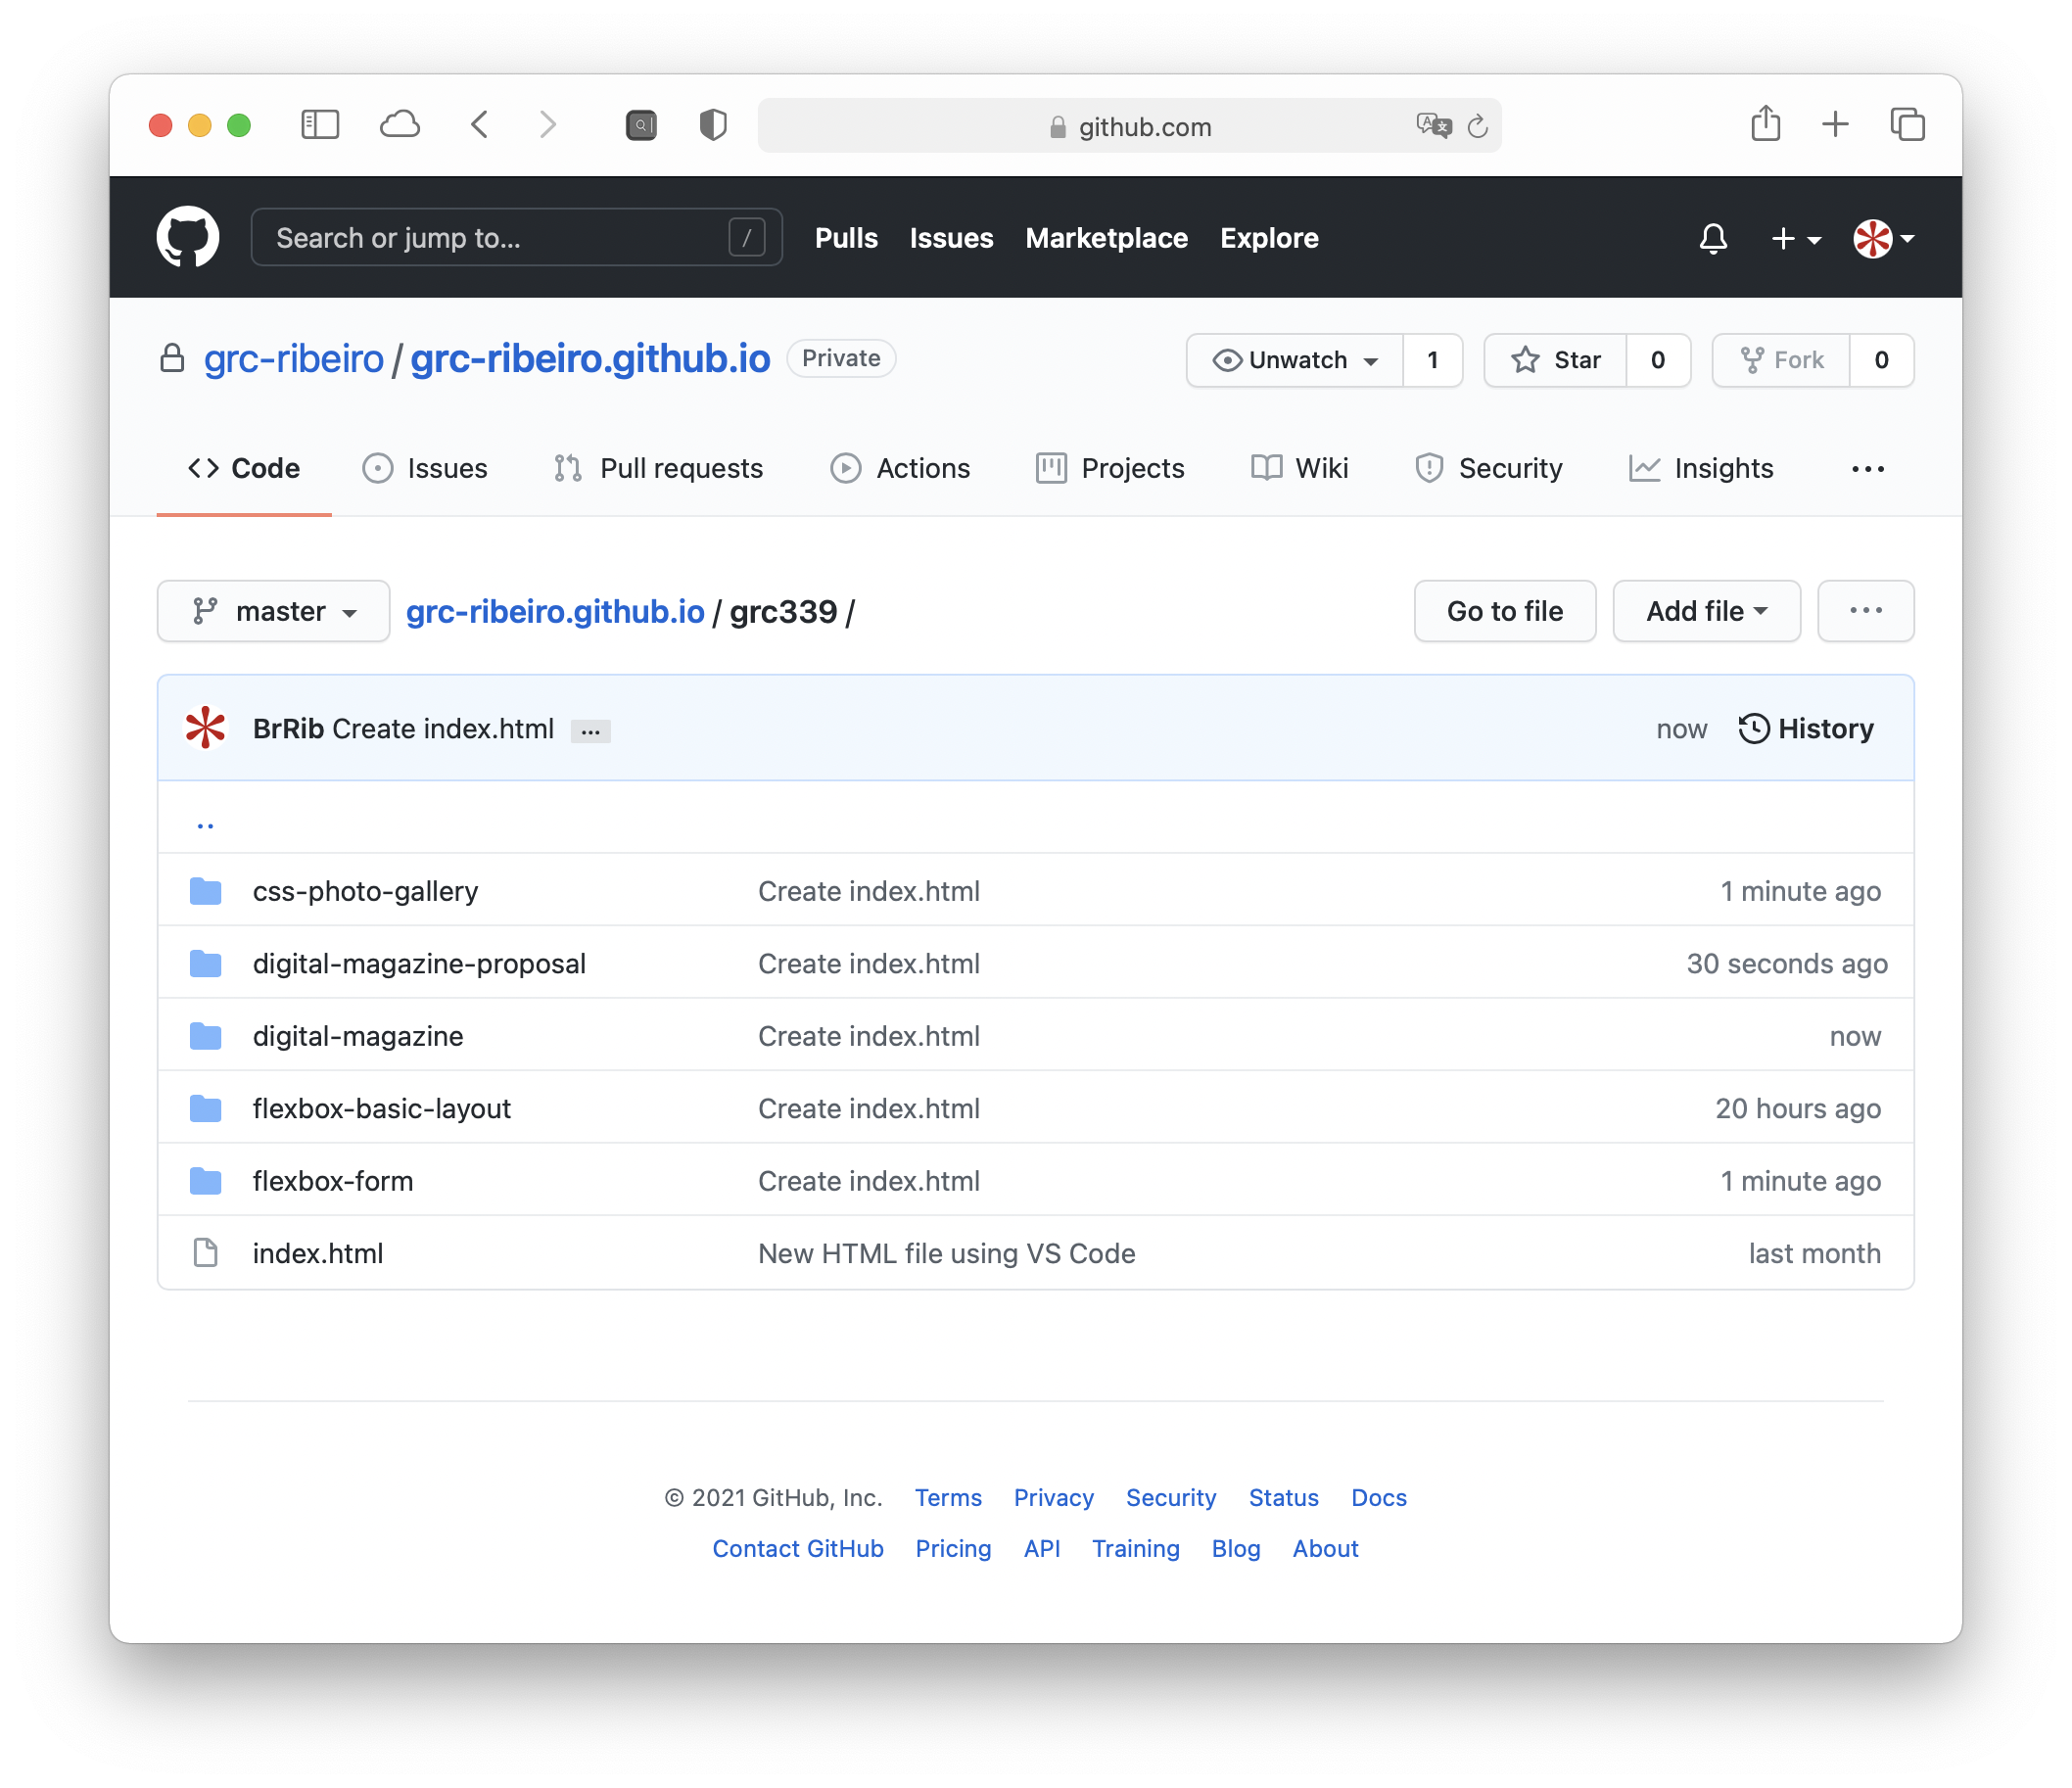 github.com
Search or jump to... / Pulls Issues Marketplace Explore
grc-ribeiro / grc-ribeiro.github.io Private Unwatch 1 Star 0 Fork 0
Code Issues Pull requests Actions Projects Wiki Security Insights ...
master grc-ribeiro.github.io / grc339 / Go to file Add file ...
BrRib Create index.html ... now History
..
css-photo-gallery Create index.html 1 minute ago
digital-magazine-proposal Create index.html 30 seconds ago
digital-magazine Create index.html now
flexbox-basic-layout Create index.html 20 hours ago
flexbox-form Create index.html 1 minute ago
index.html New HTML file using VS Code last month
© 2021 GitHub, Inc. Terms Privacy Security Status Docs
Contact GitHub Pricing API Training Blog About